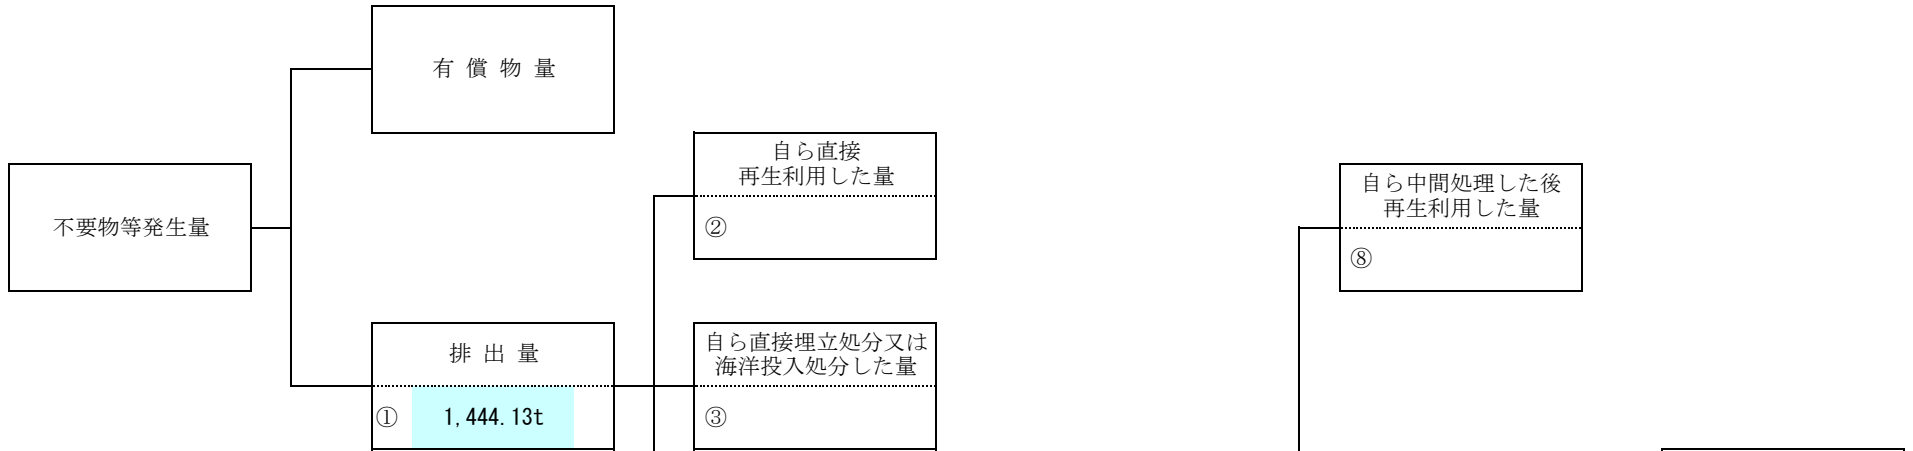 有 償 物 量
自ら直接
再生利用した量
②
自ら中間処理した後
再生利用した量
⑧
不要物等発生量
排 出 量
① 1,444.13t
自ら直接埋立処分又は
海洋投入処分した量
③